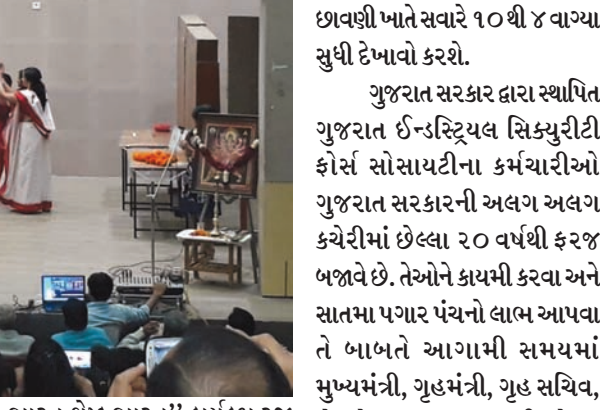 છાવણી ખાતે સવારે ૧૦ થી ૪ વાગ્યા
સુધી દેખાવો કરશે.
ગુજરાત સરકાર દ્વારા સ્થાપિત
ગુજરાત ઈન્ડસ્ટ્રિયલ સિક્યુરીટી
ફોર્સ સોસાયટીના કર્મચારીઓ
ગુજરાત સરકારની અલગ અલગ
કચેરીમાં છેલ્લા ૨૦ વર્ષથી ફરજ
બજાવે છે. તેઓને કાયમી કરવા અને
સાતમા પગાર પંચનો લાભ આપવા
તે બાબતે આગામી સમયમાં
મુખ્યમંત્રી, ગૃહમંત્રી, ગૃહ સચિવ,